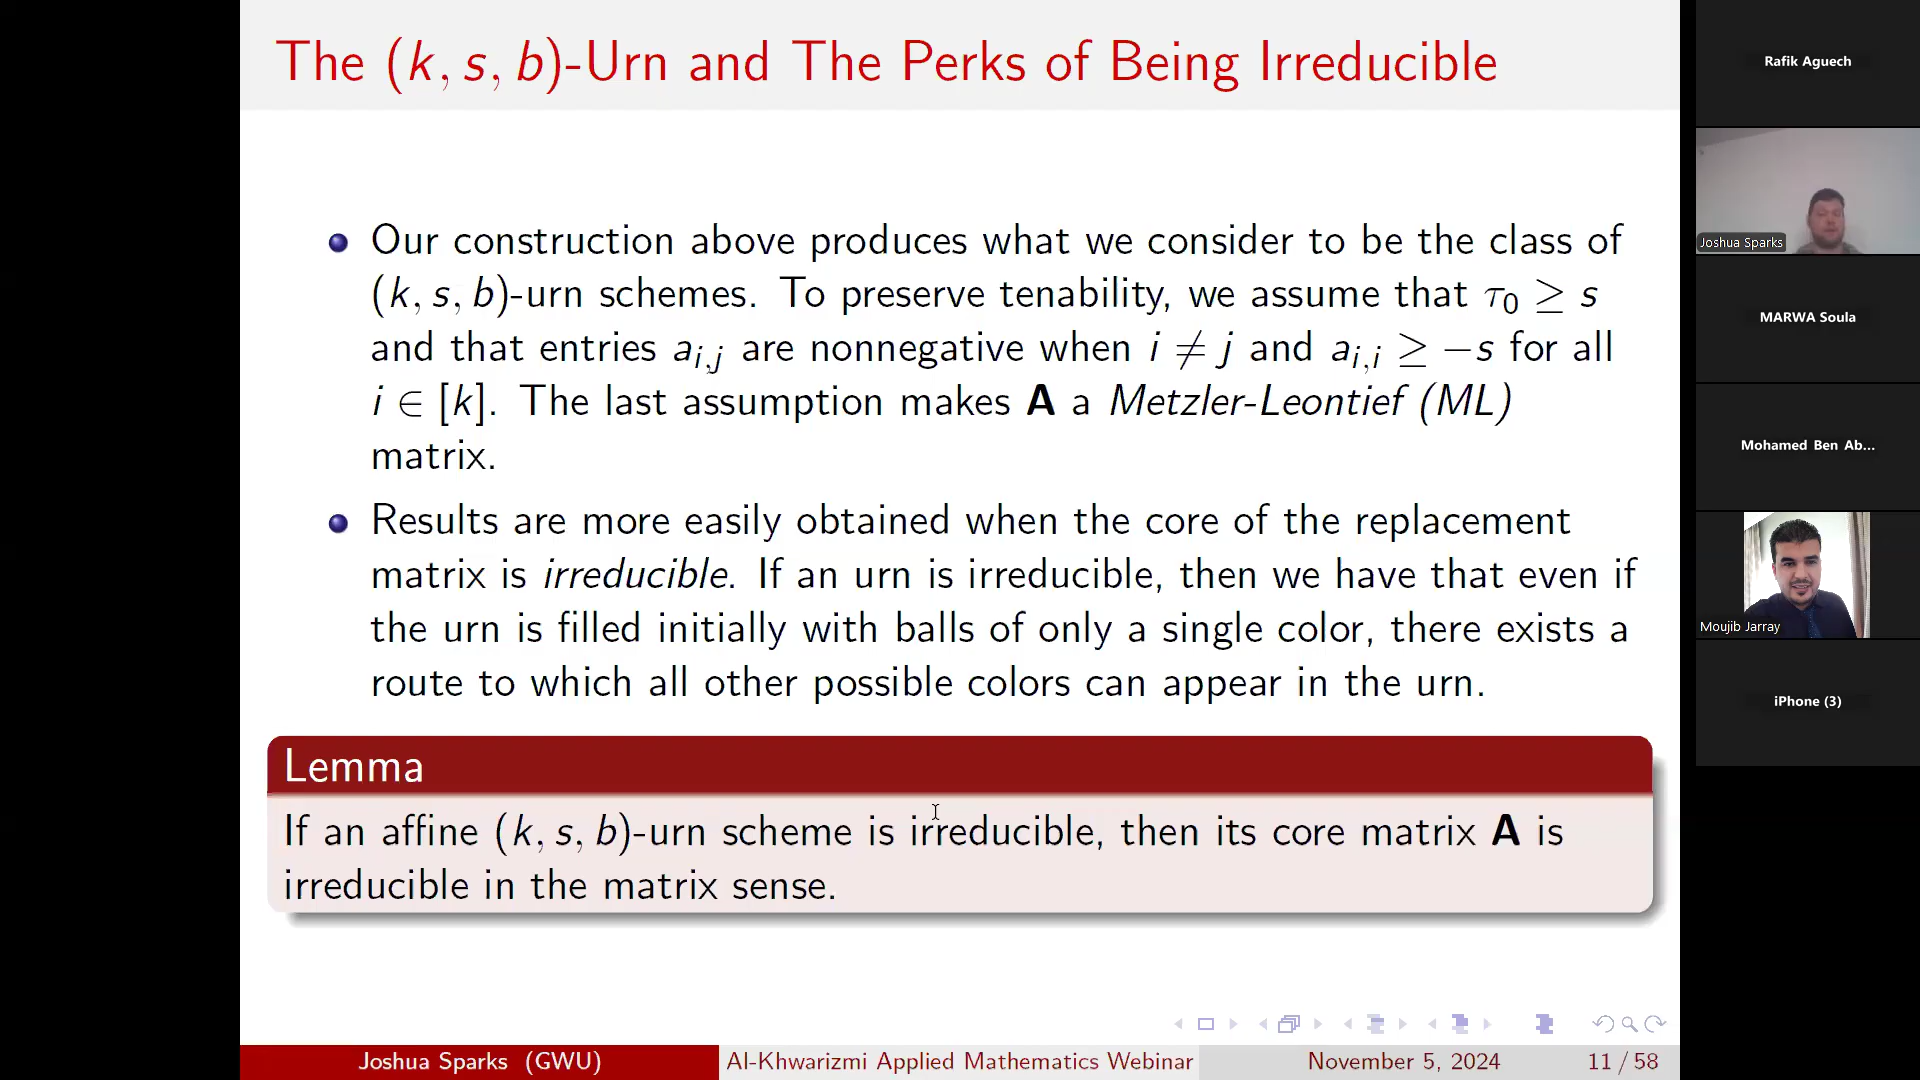 The (k, s, b)-Urn and The Perks of Being Irreducible
Our construction above produces what we consider to be the class of
(k, s, b)-urn schemes. To preserve tenability, we assume that τ₀ ≥ s
and that entries aᵢ,ⱼ are nonnegative when i ≠ j and aᵢ,ᵢ ≥ −s for all
i ∈ [k]. The last assumption makes A a Metzler-Leontief (ML)
matrix.
Results are more easily obtained when the core of the replacement
matrix is irreducible. If an urn is irreducible, then we have that even if
the urn is filled initially with balls of only a single color, there exists a
route to which all other possible colors can appear in the urn.
Lemma
If an affine (k, s, b)-urn scheme is irreducible, then its core matrix A is
irreducible in the matrix sense.
Joshua Sparks (GWU)
Al-Khwarizmi Applied Mathematics Webinar
November 5, 2024
11 / 58
Rafik Aguech
Joshua Sparks
MARWA Soula
Mohamed Ben Ab...
Moujib Jarray
iPhone (3)